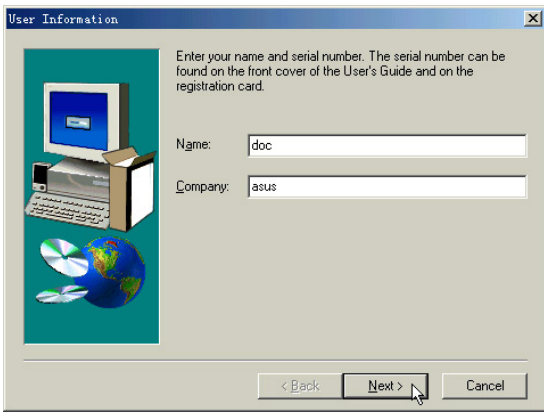 User Information
Enter your name and serial number. The serial number can be
found on the front cover of the User's Guide and on the
registration card.
Name: doc
Company: asus
< Back Next > Cancel